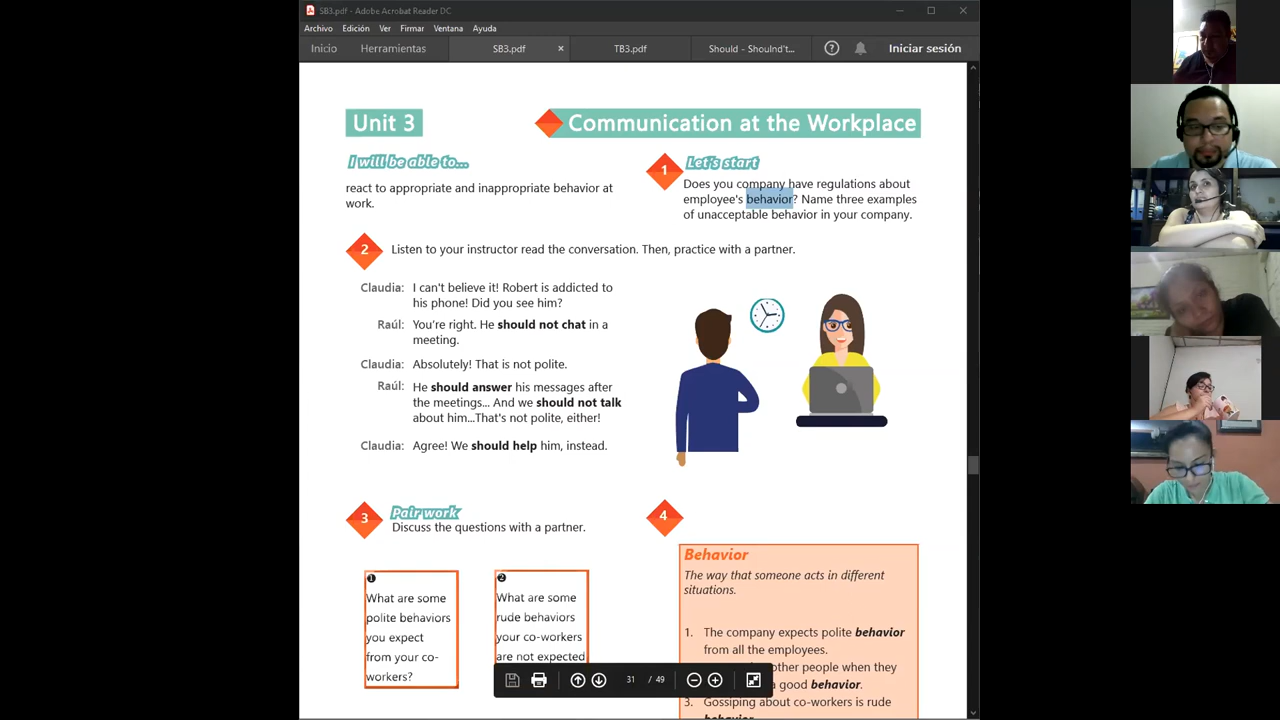 SB3.pdf - Adobe Acrobat Reader DC
Archivo Edición Ver Firmar Ventana Ayuda
Inicio Herramientas SB3.pdf × TB3.pdf Should - Shoulnd't... Iniciar sesión
Unit 3
Communication at the Workplace
I will be able to...
react to appropriate and inappropriate behavior at
work.
1
Let's start
Does you company have regulations about
employee's behavior? Name three examples
of unacceptable behavior in your company.
2
Listen to your instructor read the conversation. Then, practice with a partner.
Claudia: I can't believe it! Robert is addicted to
his phone! Did you see him?
Raúl: You're right. He should not chat in a
meeting.
Claudia: Absolutely! That is not polite.
Raúl: He should answer his messages after
the meetings... And we should not talk
about him...That's not polite, either!
Claudia: Agree! We should help him, instead.
3
Pair work
Discuss the questions with a partner.
❶
What are some
polite behaviors
you expect
from your co-
workers?
❷
What are some
rude behaviors
your co-workers
are not expected
4
Behavior
The way that someone acts in different
situations.
1. The company expects polite behavior
from all the employees.
other people when they
a good behavior.
3. Gossiping about co-workers is rude
behavior.
31 / 49